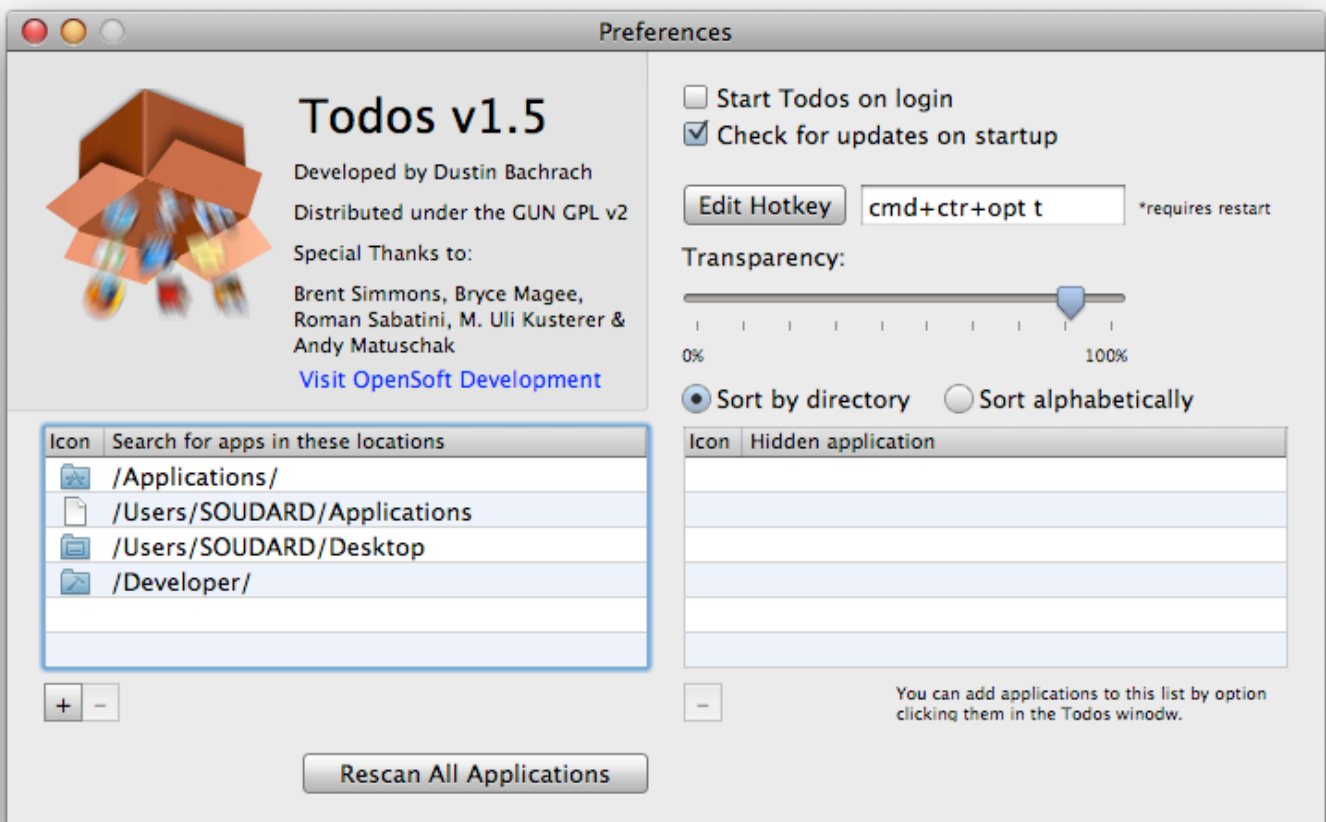 Preferences
Todos v1.5
Developed by Dustin Bachrach
Distributed under the GUN GPL v2
Special Thanks to:
Brent Simmons, Bryce Magee,
Roman Sabatini, M. Uli Kusterer &
Andy Matuschak
Visit OpenSoft Development
Start Todos on login
Check for updates on startup
Edit Hotkey cmd+ctr+opt t *requires restart
Transparency:
0% 100%
Sort by directory Sort alphabetically
Icon Search for apps in these locations
/Applications/
/Users/SOUDARD/Applications
/Users/SOUDARD/Desktop
/Developer/
+ -
Icon Hidden application
-
You can add applications to this list by option
clicking them in the Todos winodw.
Rescan All Applications